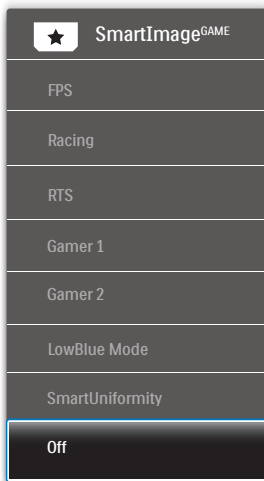 SmartImageGAME
FPS
Racing
RTS
Gamer 1
Gamer 2
LowBlue Mode
SmartUniformity
Off